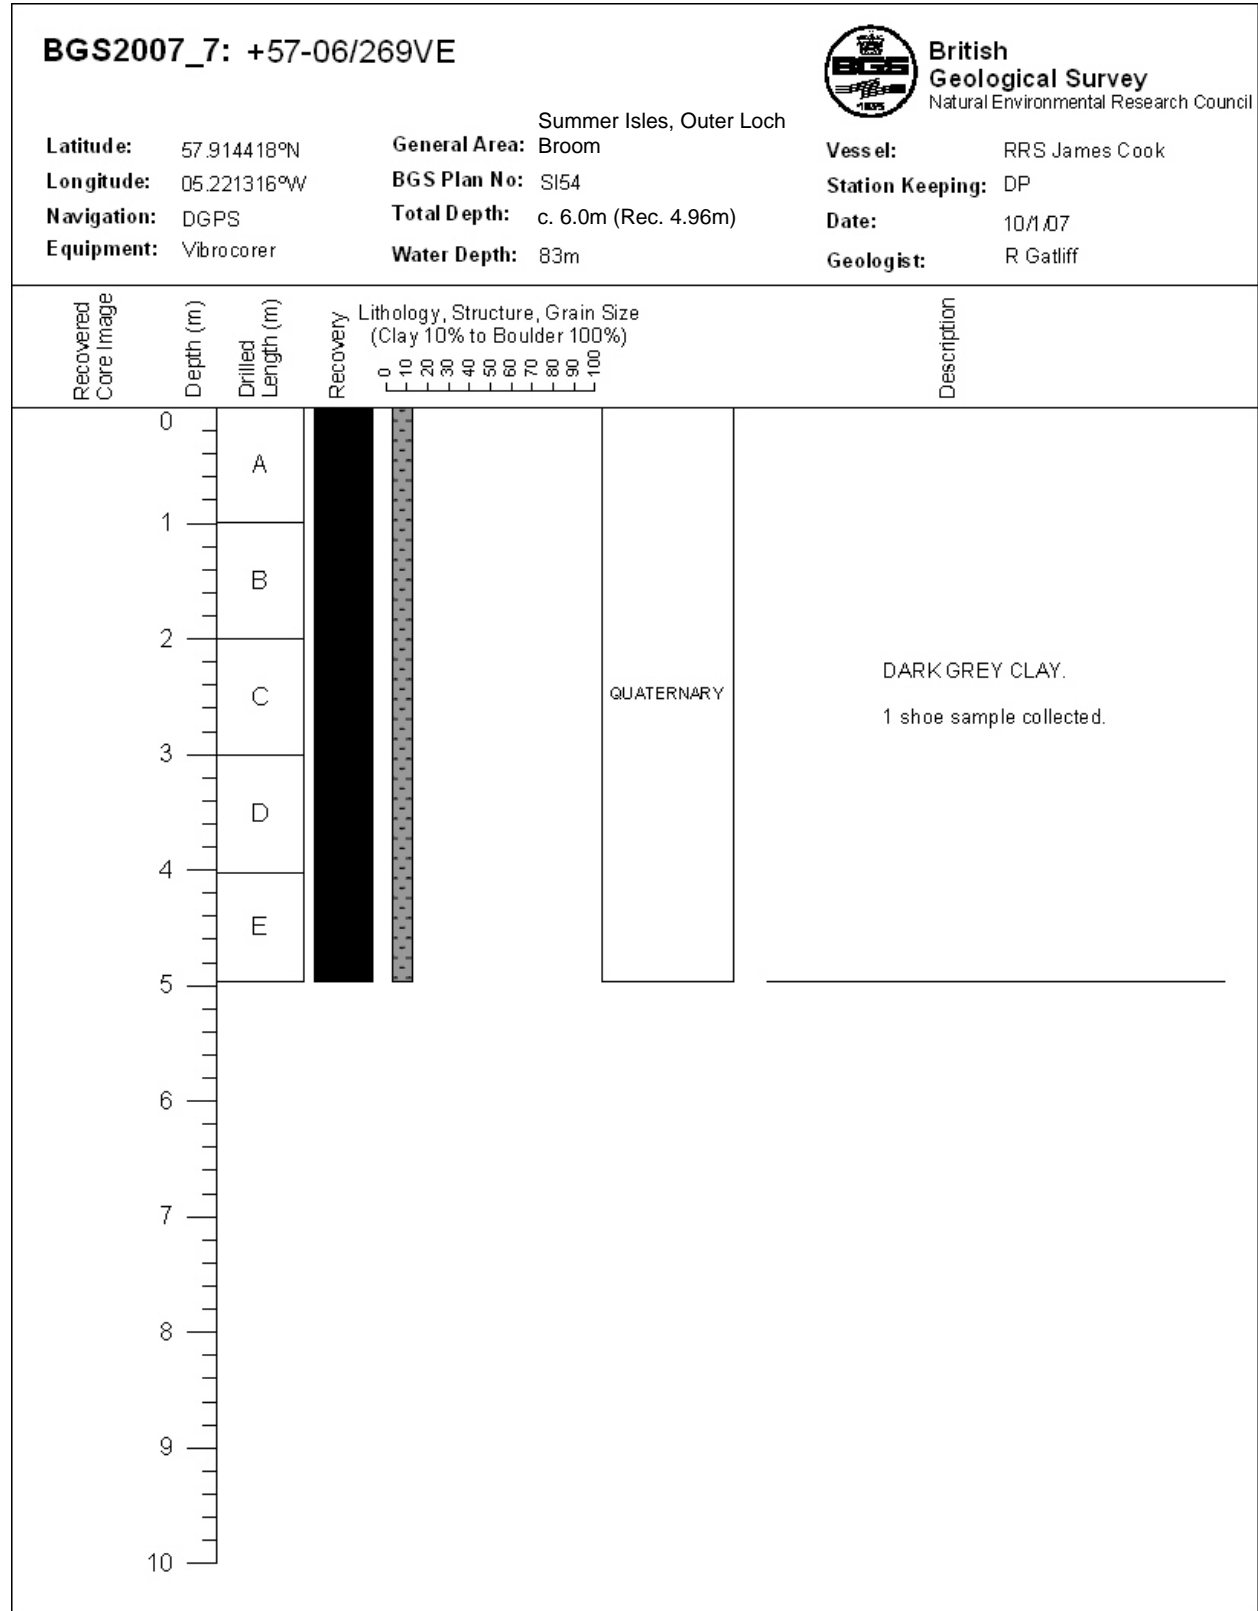 BGS2007_7: +57-06/269VE
BGS
1835
British
Geological Survey
Natural Environmental Research Council
Latitude: 57.914418ºN
Longitude: 05.221316ºW
Navigation: DGPS
Equipment: Vibrocorer
General Area: Summer Isles, Outer Loch
Broom
BGS Plan No: SI54
Total Depth: c. 6.0m (Rec. 4.96m)
Water Depth: 83m
Vessel: RRS James Cook
Station Keeping: DP
Date: 10/1/07
Geologist: R Gatliff
Recovered
Core Image
Depth (m)
Drilled
Length (m)
Recovery
Lithology, Structure, Grain Size
(Clay 10% to Boulder 100%)
0 10 20 30 40 50 60 70 80 90 100
Description
0
A
1
B
2
C
3
D
4
E
5
6
7
8
9
10
QUATERNARY
DARK GREY CLAY.
1 shoe sample collected.